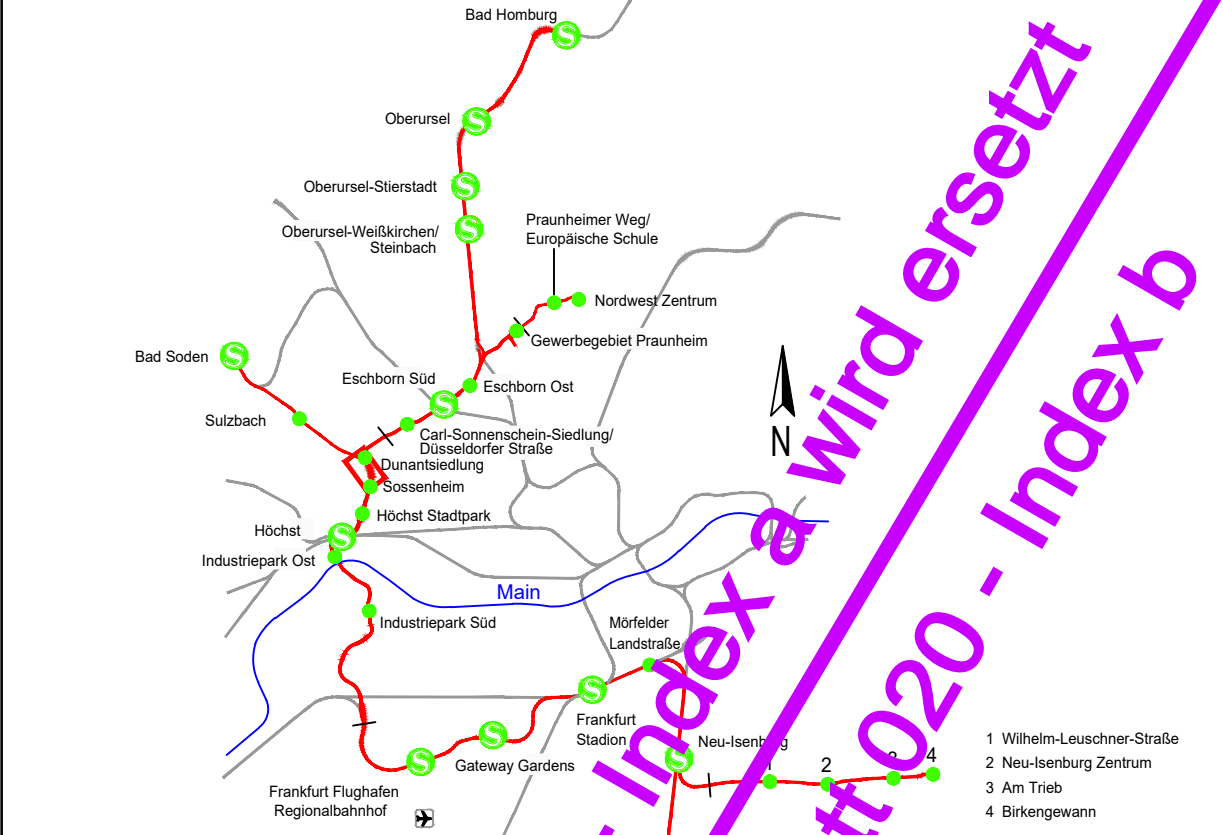 Bad Homburg
Oberursel
Oberursel-Stierstadt
Oberursel-Weißkirchen/
Steinbach
Praunheimer Weg/
Europäische Schule
Nordwest Zentrum
Gewerbegebiet Praunheim
Bad Soden
Eschborn Süd
Eschborn Ost
Sulzbach
Carl-Sonnenschein-Siedlung/
Düsseldorfer Straße
Dunantsiedlung
Sossenheim
Höchst Stadtpark
Höchst
Industriepark Ost
Main
Industriepark Süd
Mörfelder
Landstraße
Frankfurt
Stadion
Neu-Isenburg
Gateway Gardens
Frankfurt Flughafen
Regionalbahnhof
N
1
2
3
4
1 Wilhelm-Leuschner-Straße
2 Neu-Isenburg Zentrum
3 Am Trieb
4 Birkengewann
Index a wird ersetzt
020 - Index b
S
S
S
S
S
S
S
S
S
S
S